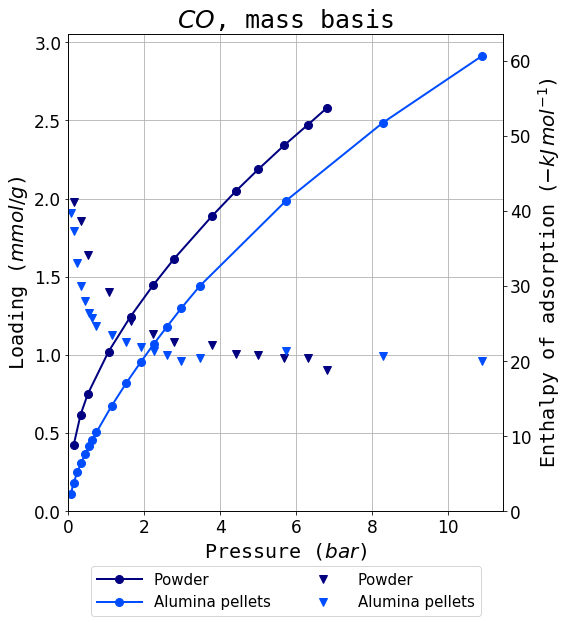 CO, mass basis
3.0
2.5
2.0
1.5
1.0
0.5
0.0
Loading (mmol/g)
60
50
40
30
20
10
0
Enthalpy of adsorption (−kJ mol⁻¹)
0 2 4 6 8 10
Pressure (bar)
Powder Powder
Alumina pellets Alumina pellets